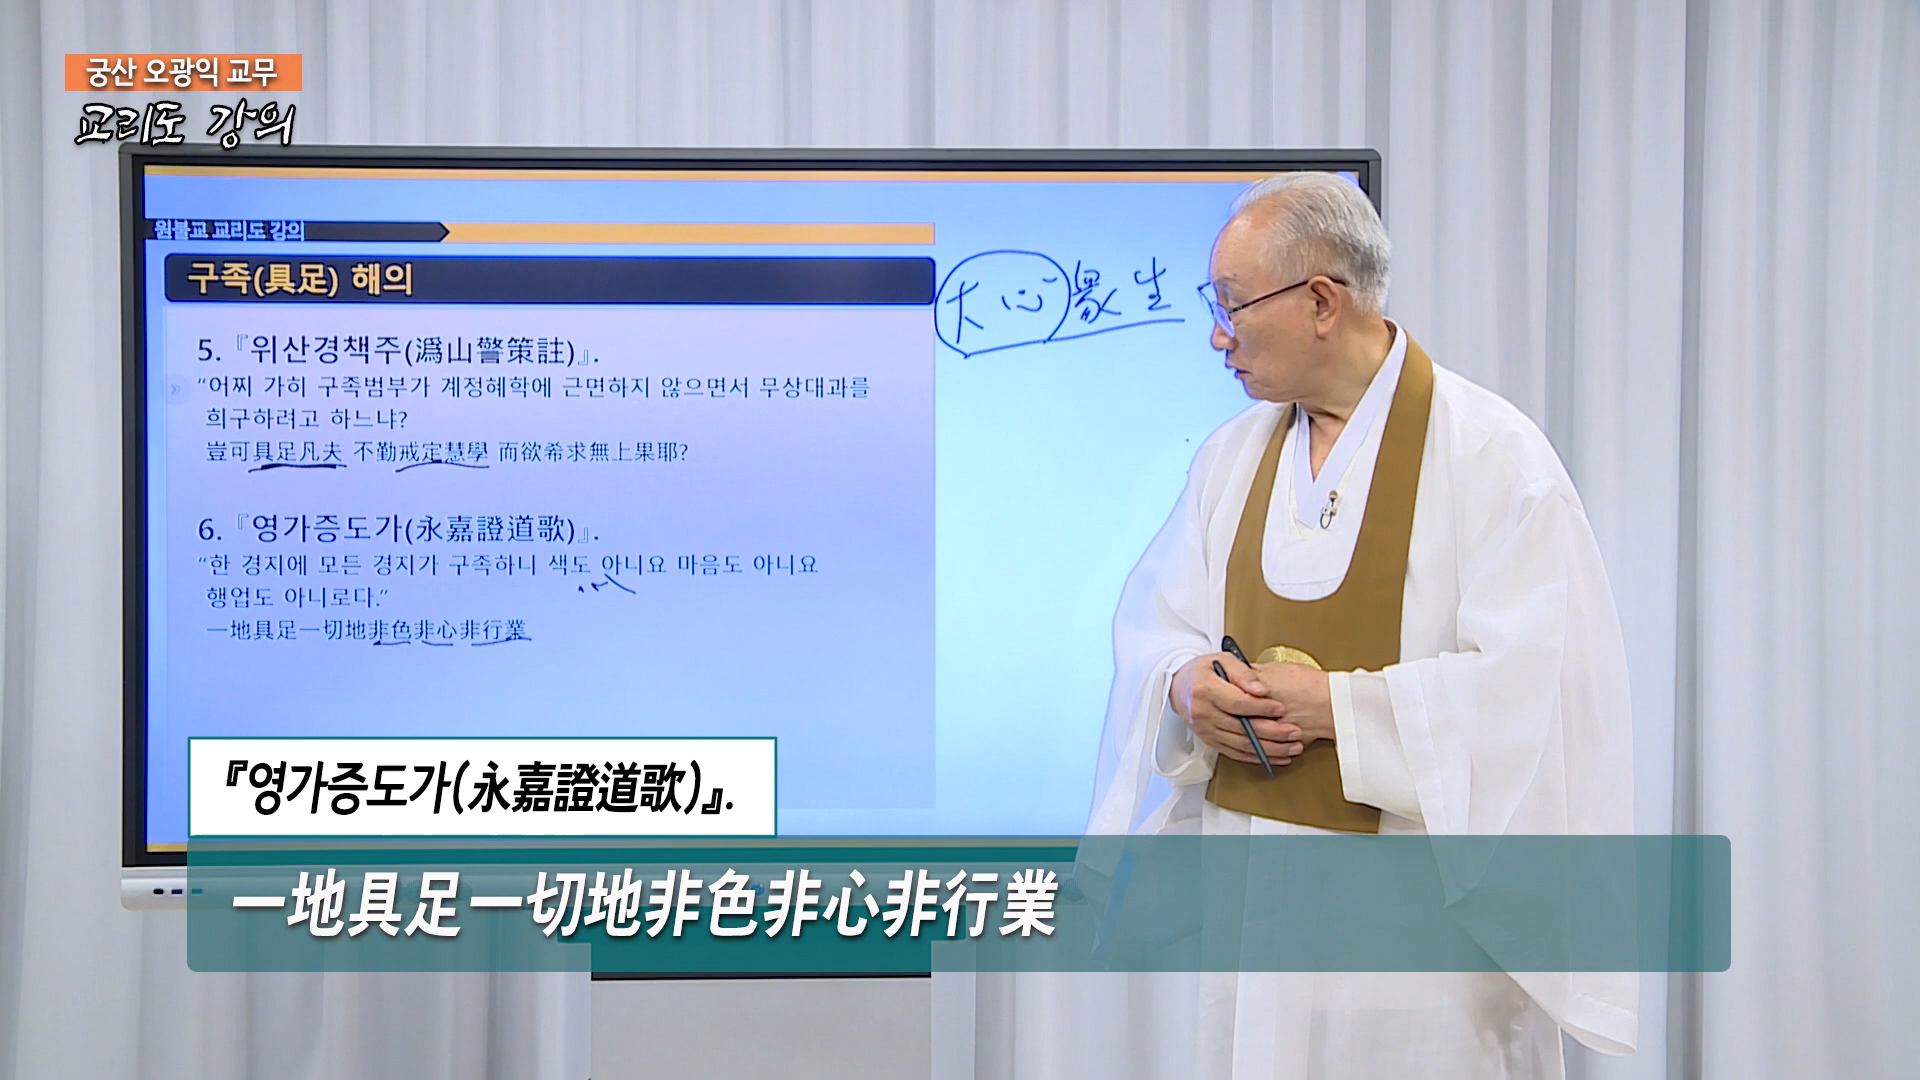 궁산 오광익 교무
교리도 강의
원불교 교리도 강의
구족(具足) 해의
大心衆生
5. 『위산경책주(潙山警策註)』.
“어찌 가히 구족범부가 계정혜학에 근면하지 않으면서 무상대과를
희구하려고 하느냐?
豈可具足凡夫 不勤戒定慧學 而欲希求無上果耶?
6. 『영가증도가(永嘉證道歌)』.
“한 경지에 모든 경지가 구족하니 색도 아니요 마음도 아니요
행업도 아니로다.”
一地具足一切地非色非心非行業
『영가증도가(永嘉證道歌)』.
一地具足一切地非色非心非行業